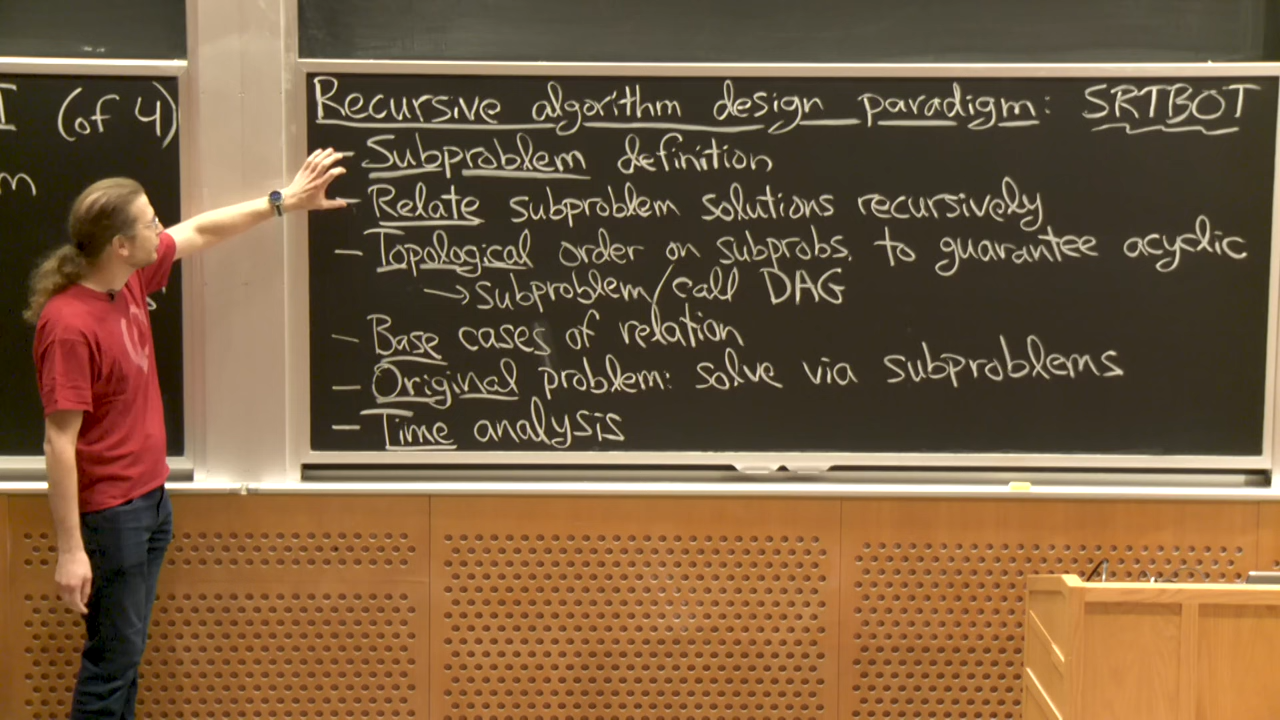 I (of 4)
m
Recursive algorithm design paradigm: SRTBOT
- Subproblem definition
- Relate subproblem solutions recursively
- Topological order on subprobs. to guarantee acyclic
→ subproblem/call DAG
- Base cases of relation
- Original problem: solve via subproblems
- Time analysis